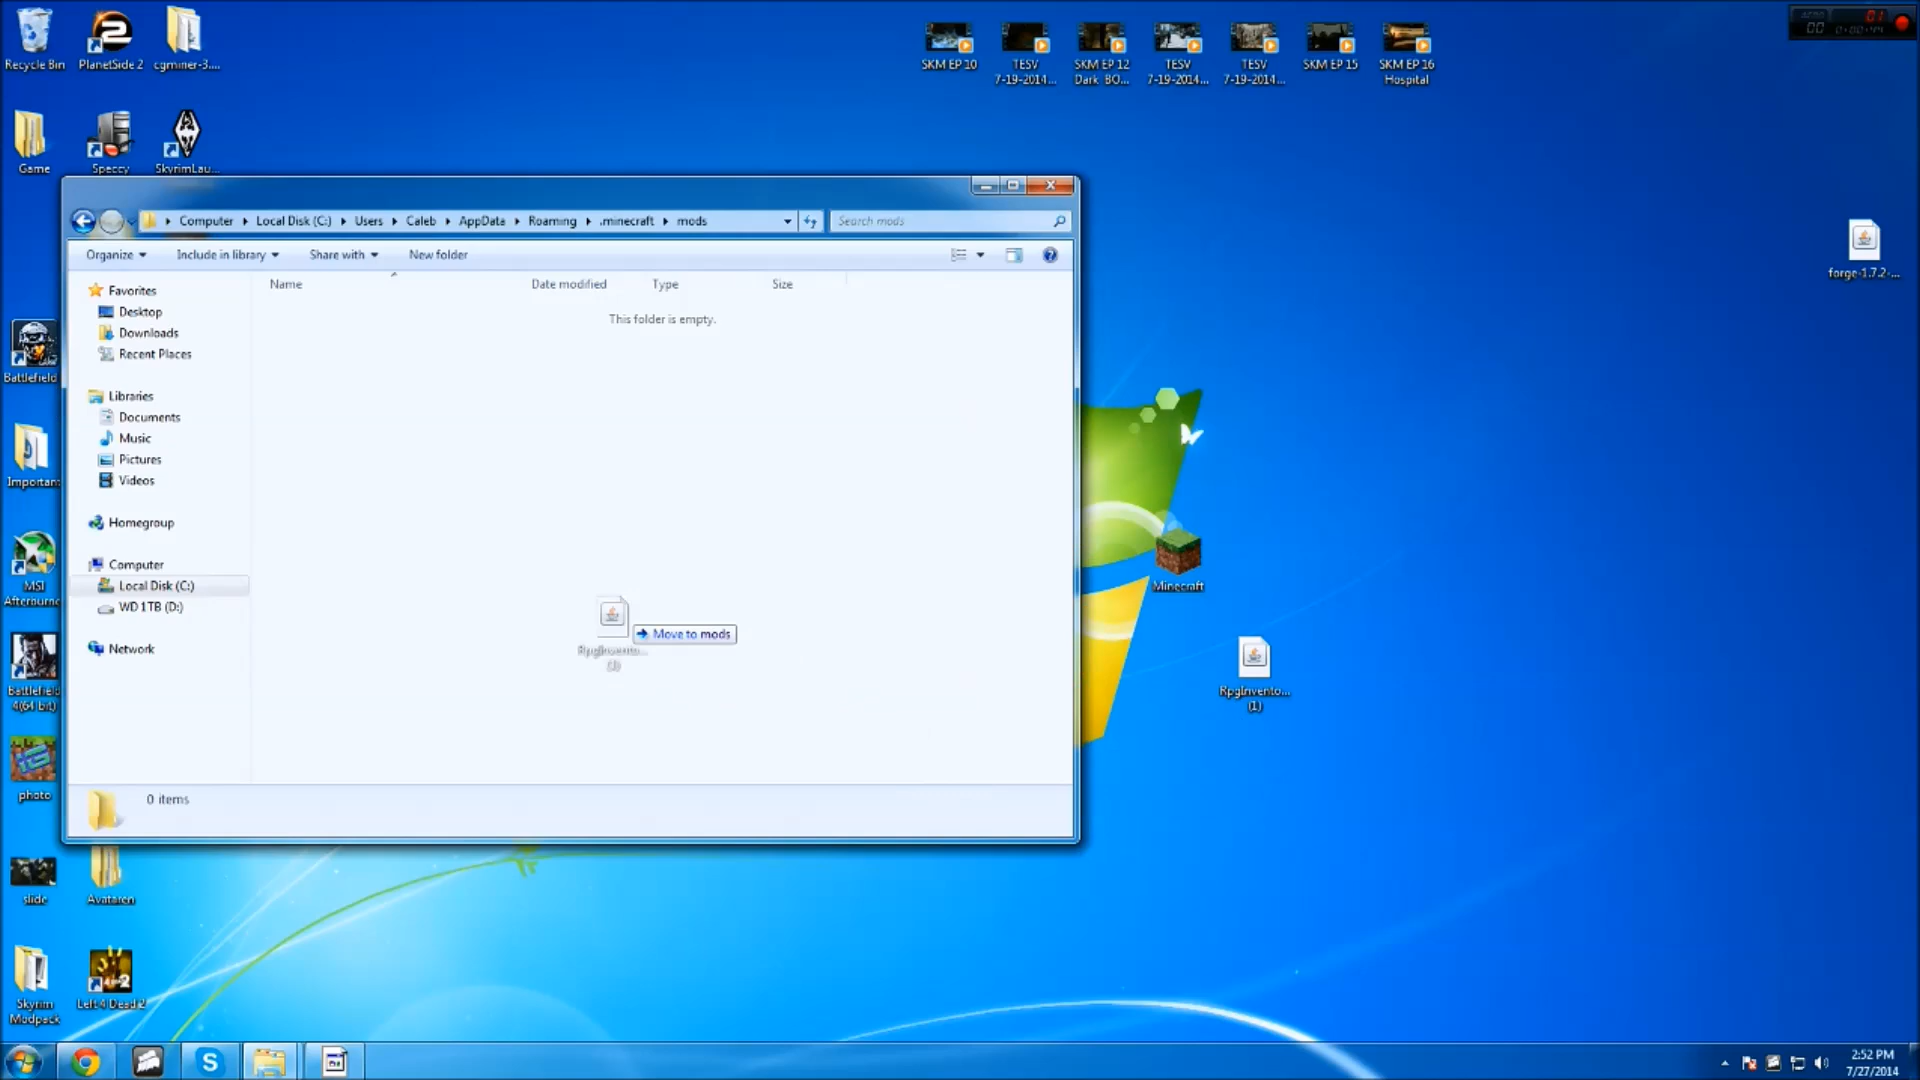 Recycle Bin
PlanetSide 2
cgminer-3....
SKM EP 10
TESV
7-19-2014...
SKM EP 12
Dark BO...
TESV
7-19-2014...
TESV
7-19-2014...
SKM EP 15
SKM EP 16
Hospital
01
00
Game
Speccy
SkyrimLau...
Computer
Local Disk (C:)
Users
Caleb
AppData
Roaming
.minecraft
mods
Search mods
Organize
Include in library
Share with
New folder
Name
Date modified
Type
Size
This folder is empty.
Favorites
Desktop
Downloads
Recent Places
Libraries
Documents
Music
Pictures
Videos
Homegroup
Computer
Local Disk (C:)
WD 1TB (D:)
Network
Move to mods
RpgInvento...
(1)
0 items
forge-1.7.2-...
Battlefield
Important
MSI
Afterburne
Battlefield
4(64 bit)
photo
Minecraft
RpgInvento...
(1)
slide
Avataren
Skyrim
Modpack
Left 4 Dead 2
2:52 PM
7/27/2014